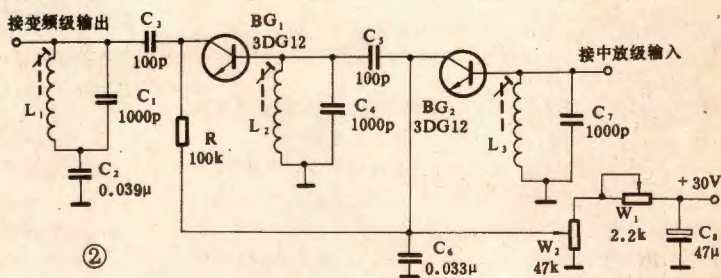 接变频级输出
C₃
100p
BG₁
3DG12
C₅
100p
BG₂
3DG12
接中放级输入
L₁
C₁
1000p
R
100k
L₂
C₄
1000p
L₃
C₇
1000p
C₂
0.039μ
②
C₆
0.033μ
W₂
47k
W₁
2.2k
+30V
C₈
47μ